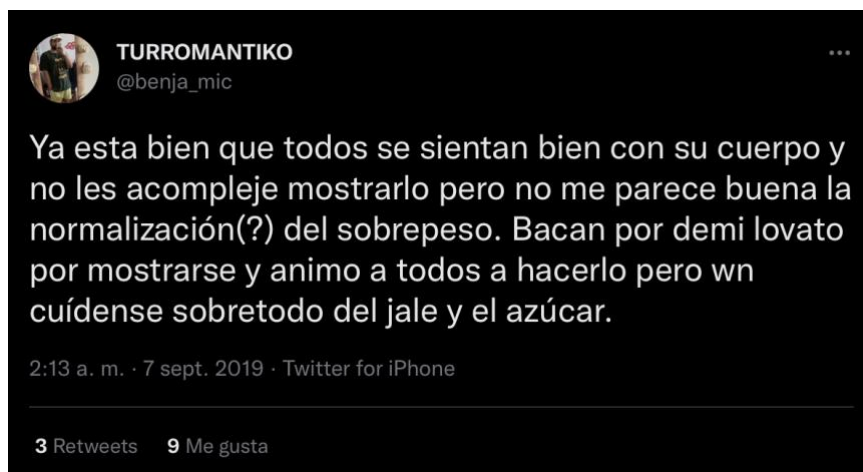 TURROMANTIKO
@benja_mic
Ya esta bien que todos se sientan bien con su cuerpo y
no les acompleje mostrarlo pero no me parece buena la
normalización(?) del sobrepeso. Bacan por demi lovato
por mostrarse y animo a todos a hacerlo pero wn
cuídense sobretodo del jale y el azúcar.
2:13 a. m. · 7 sept. 2019 · Twitter for iPhone
3 Retweets 9 Me gusta